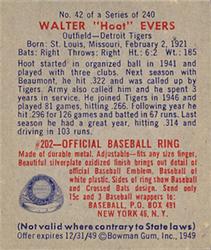 No. 42 of a Series of 240
WALTER "Hoot" EVERS
Outfield—Detroit Tigers
Born: St. Louis, Missouri, February 2, 1921
Bats: Right Throws: Right Ht: 6:2 Wt: 185
Hoot started in organized ball in 1941 and
played with three clubs. Next season with
Beaumont, he hit .322 and was called up by
Tigers. Army also called him and he spent 3
years in service. He joined Tigers in 1946 and
played 81 games, hitting .266. Following year he
hit .296 for 126 games and batted in 67 runs. Last
season he had a great year, hitting .314 and
driving in 103 runs.
#202—OFFICIAL BASEBALL RING
Made of durable metal. Adjustable—fits any size
finger. Beautiful silverplate oxidized finish brings out detail of
official Baseball Emblem. Baseball of
white plastic. Sides of ring have Baseball
and Crossed Bats design. Send only
15c and 3 Baseball wrappers to:
BASEBALL, P.O. BOX 491
NEW YORK 46, N. Y.
(Not valid where contrary to State laws)
Offer expires 12/31/49 ©Bowman Gum, Inc., 1949